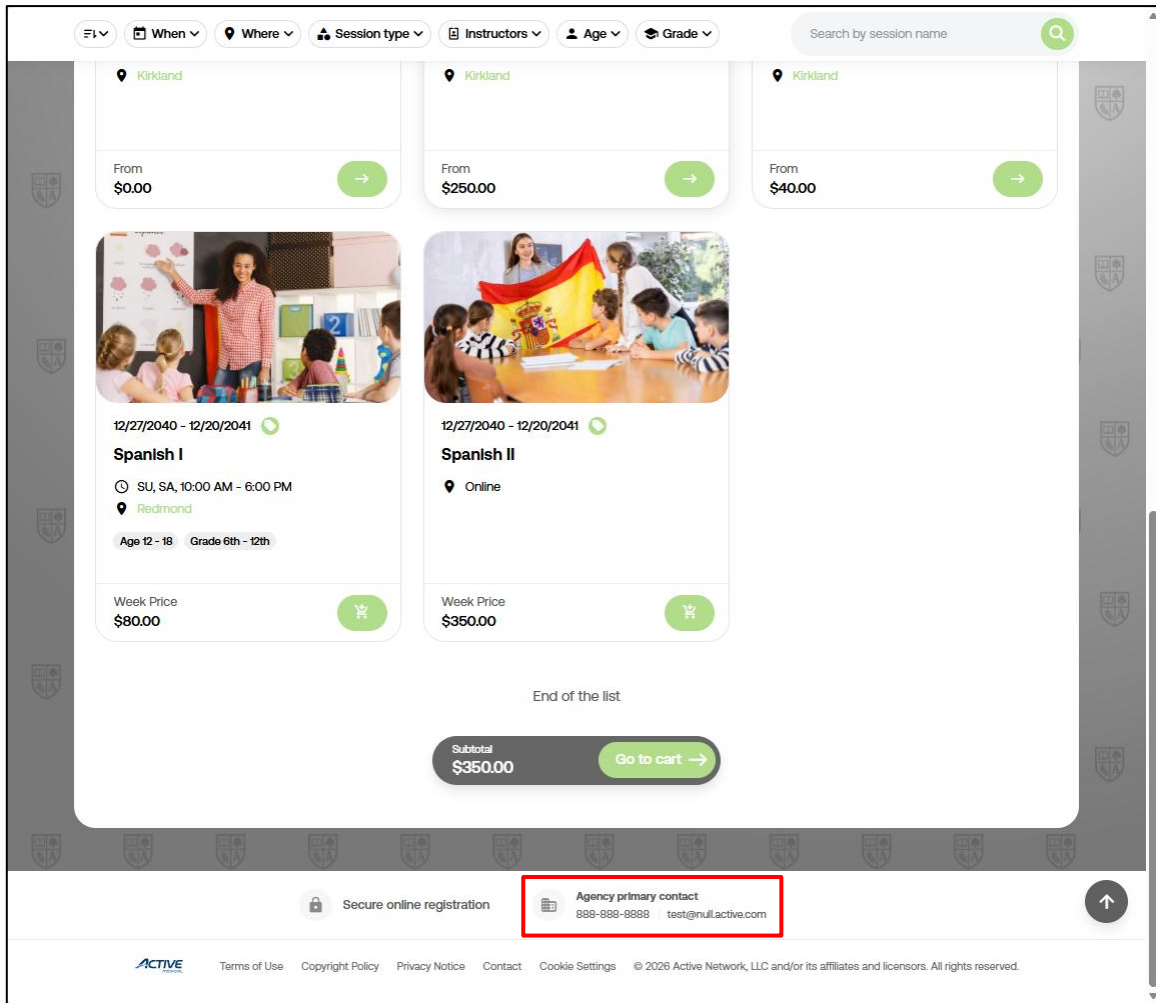 When
Where
Session type
Instructors
Age
Grade
Search by session name
Kirkland
Kirkland
Kirkland
From
$0.00
From
$250.00
From
$40.00
12/27/2040 - 12/20/2041
Spanish I
SU, SA, 10:00 AM - 6:00 PM
Redmond
Age 12 - 18 Grade 6th - 12th
Week Price
$80.00
12/27/2040 - 12/20/2041
Spanish II
Online
Week Price
$350.00
End of the list
Subtotal
$350.00
Go to cart
Secure online registration
Agency primary contact
888-888-8888 test@null.active.com
ACTIVE
Terms of Use Copyright Policy Privacy Notice Contact Cookie Settings © 2026 Active Network, LLC and/or its affiliates and licensors. All rights reserved.